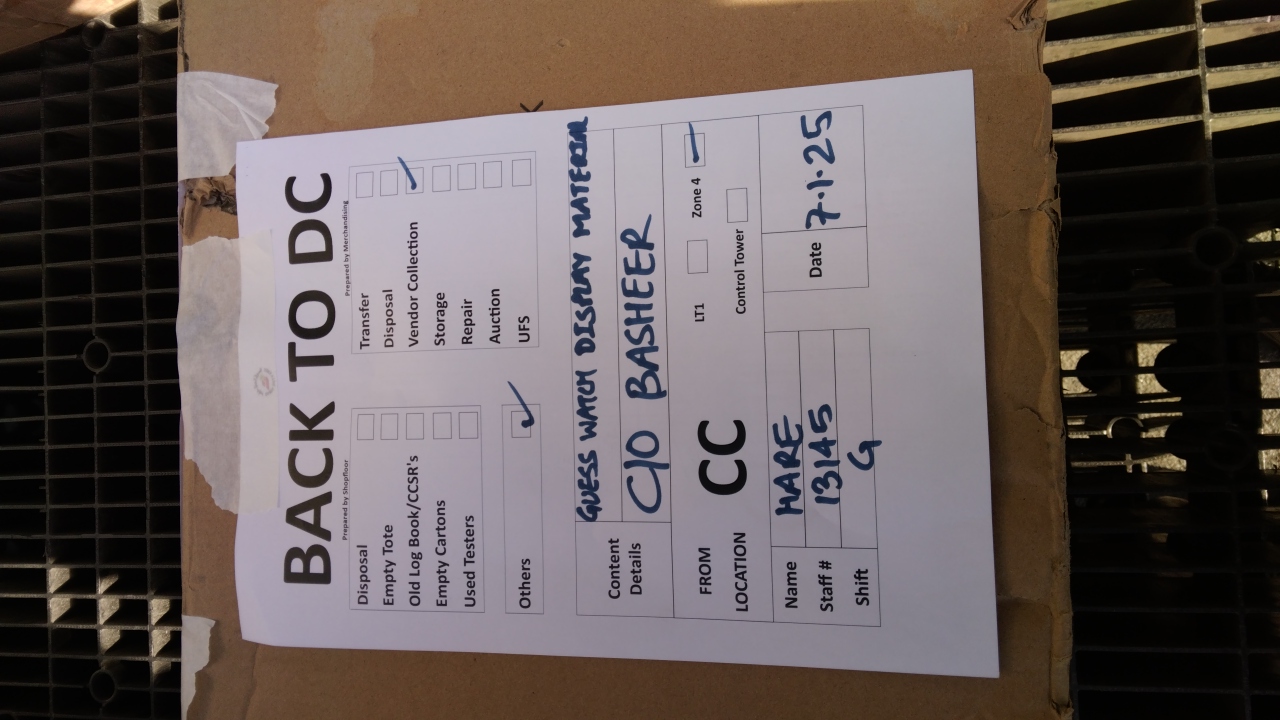 BACK TO DC
Prepared by Shopfloor
Disposal
Empty Tote
Old Log Book/CCSR's
Empty Cartons
Used Testers
Others ✓
Prepared by Merchandising
Transfer
Disposal
Vendor Collection ✓
Storage
Repair
Auction
UFS
Content Details
GUESS WATCH DISPLAY MATERIAL
C/O BASHEER
FROM LOCATION
CC
LT1
Zone 4 ✓
Control Tower
Name MARE
Staff # 13145
Shift G
Date 7.1.25